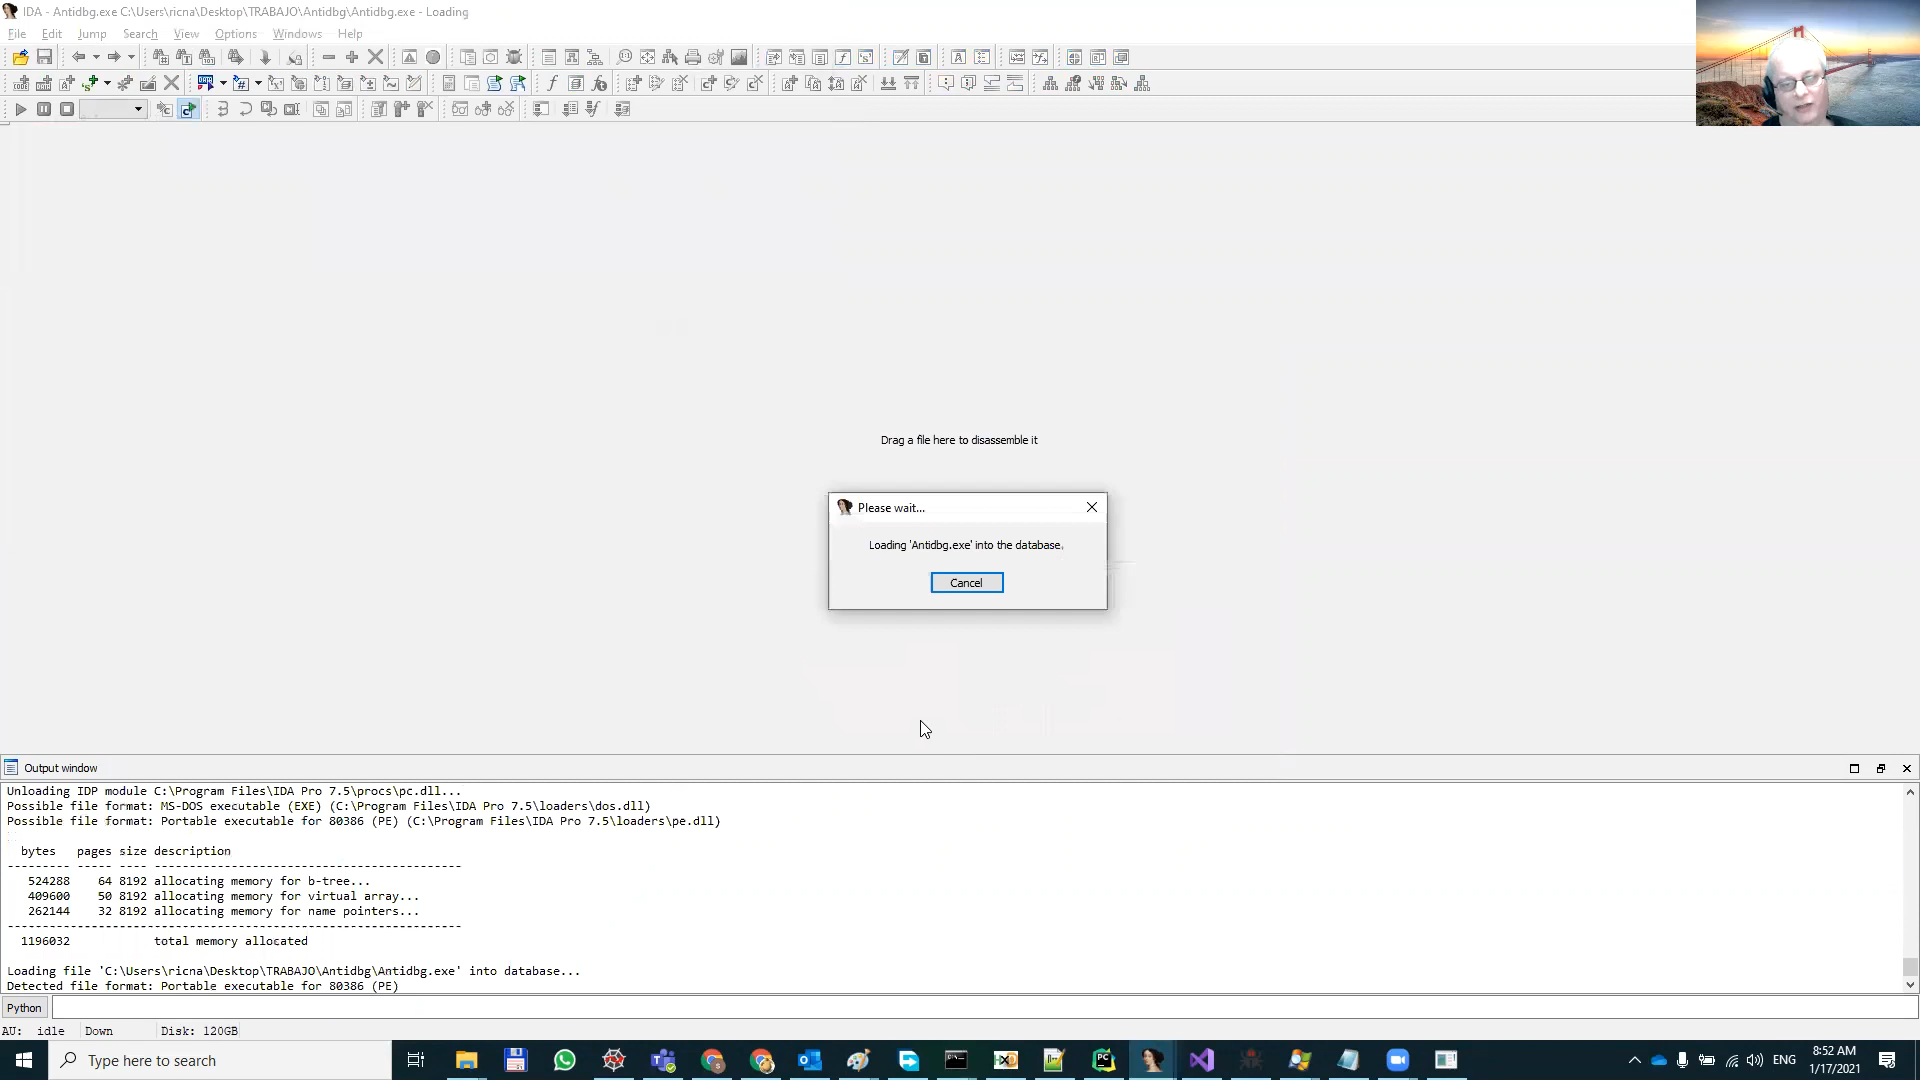 IDA - Antidbg.exe C:\Users\ricna\Desktop\TRABAJO\Antidbg\Antidbg.exe - Loading
File Edit Jump Search View Options Windows Help
Drag a file here to disassemble it
Please wait...
Loading 'Antidbg.exe' into the database.
Cancel
Output window
Unloading IDP module C:\Program Files\IDA Pro 7.5\procs\pc.dll...
Possible file format: MS-DOS executable (EXE) (C:\Program Files\IDA Pro 7.5\loaders\dos.dll)
Possible file format: Portable executable for 80386 (PE) (C:\Program Files\IDA Pro 7.5\loaders\pe.dll)
bytes pages size description
--------- ----- ---- --------------------------------------------
524288 64 8192 allocating memory for b-tree...
409600 50 8192 allocating memory for virtual array...
262144 32 8192 allocating memory for name pointers...
-----------------------------------------------------------------
1196032 total memory allocated
Loading file 'C:\Users\ricna\Desktop\TRABAJO\Antidbg\Antidbg.exe' into database...
Detected file format: Portable executable for 80386 (PE)
Python
AU: idle Down Disk: 120GB
Type here to search
ENG
8:52 AM
1/17/2021